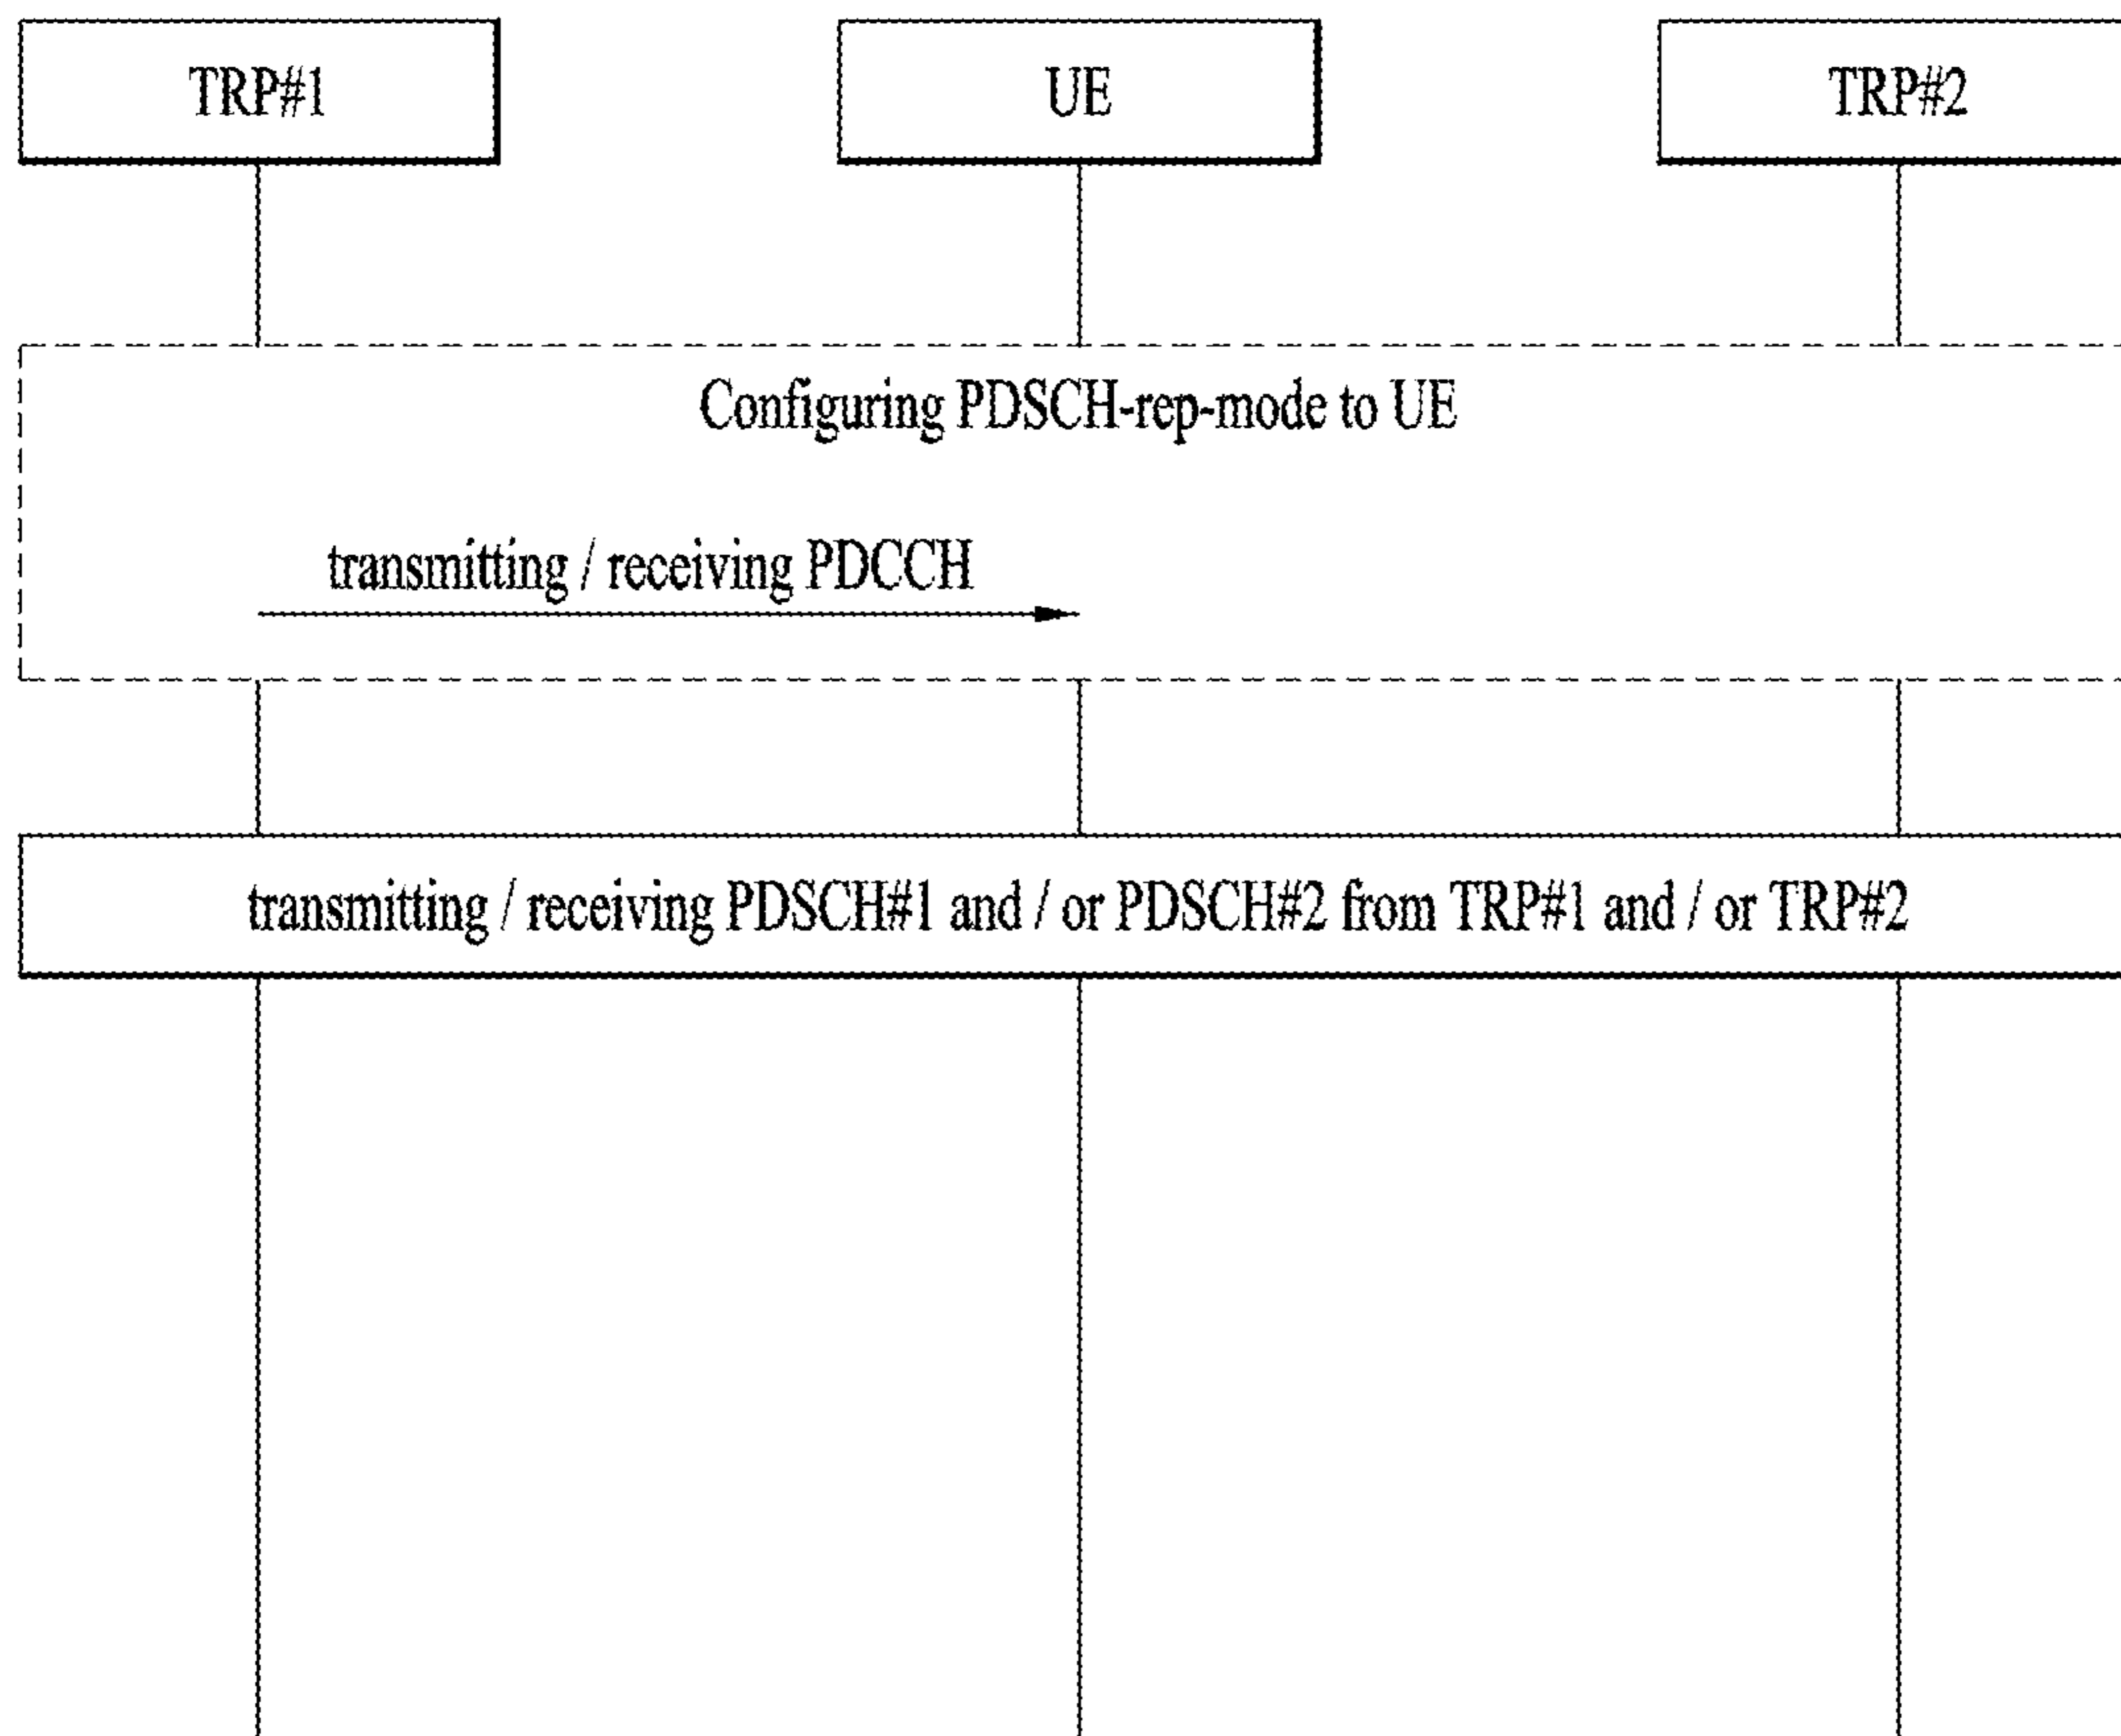 TRP#1
UE
TRP#2
Configuring PDSCH-rep-mode to UE
transmitting / receiving PDCCH
transmitting / receiving PDSCH#1 and / or PDSCH#2 from TRP#1 and / or TRP#2